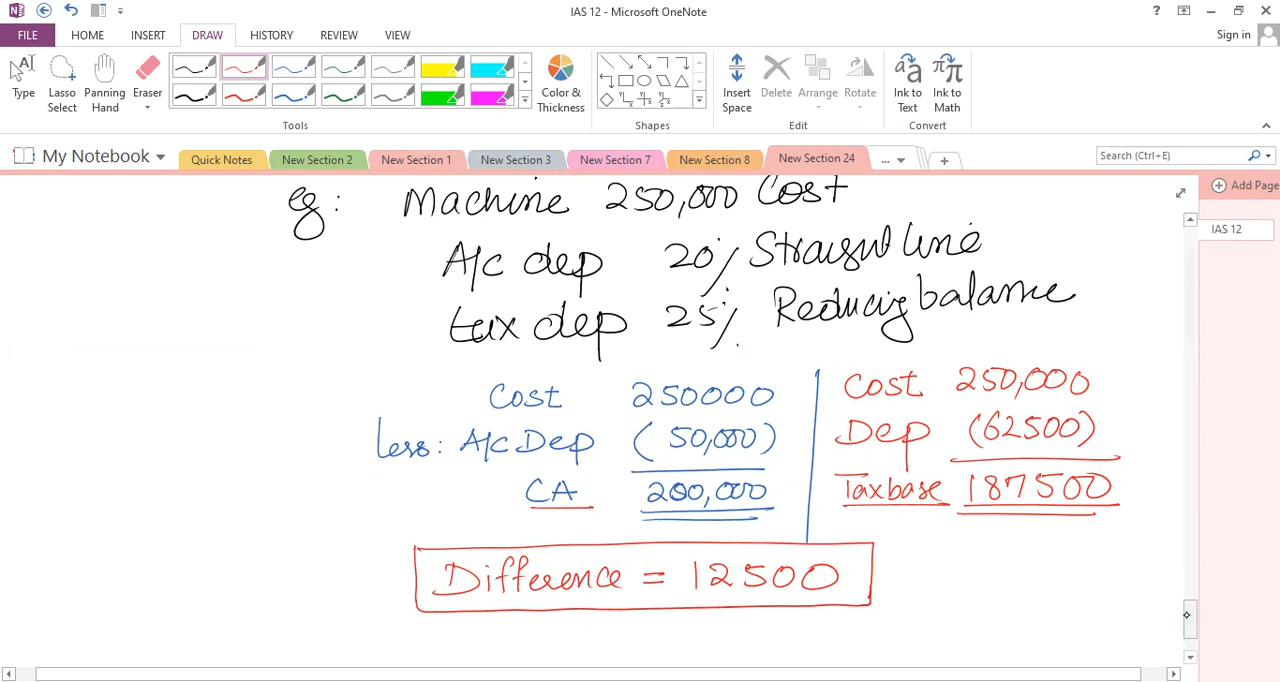 IAS 12 - Microsoft OneNote
?
FILE HOME INSERT DRAW HISTORY REVIEW VIEW
Sign in
Type
Lasso Select
Panning Hand
Eraser
Color & Thickness
Insert Space
Delete
Arrange
Rotate
Ink to Text
Ink to Math
Tools
Shapes
Edit
Convert
My Notebook
Quick Notes
New Section 2
New Section 1
New Section 3
New Section 7
New Section 8
New Section 24
...
Search (Ctrl+E)
Add Page
IAS 12
eg: Machine 250,000 Cost
A/c dep 20% Straight line
tax dep 25% Reducing balance
Cost 250000
less: A/c Dep (50,000)
CA 200,000
Cost 250,000
Dep (62500)
Taxbase 187500
Difference = 12500